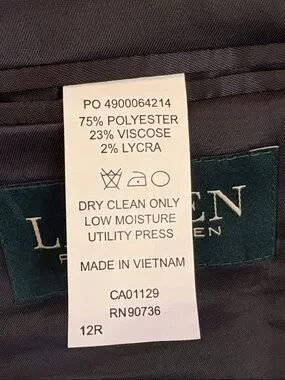 PO 4900064214
75% POLYESTER
23% VISCOSE
2% LYCRA
DRY CLEAN ONLY
LOW MOISTURE
UTILITY PRESS
MADE IN VIETNAM
CA01129
RN90736
12R